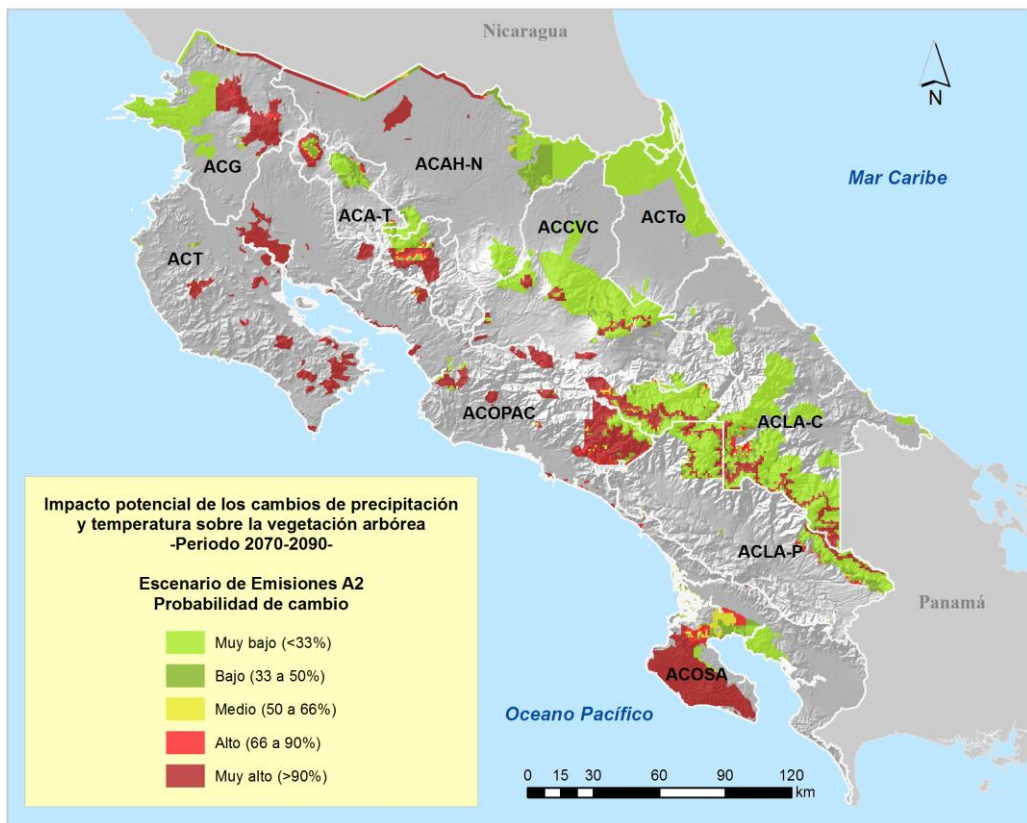 Nicaragua
N
Mar Caribe
ACG
ACAH-N
ACA-T
ACCVC
ACTo
ACT
ACOPAC
ACLA-C
ACLA-P
Panamá
ACOSA
Oceano Pacífico
Impacto potencial de los cambios de precipitación
y temperatura sobre la vegetación arbórea
-Periodo 2070-2090-
Escenario de Emisiones A2
Probabilidad de cambio
Muy bajo (<33%)
Bajo (33 a 50%)
Medio (50 a 66%)
Alto (66 a 90%)
Muy alto (>90%)
0 15 30 60 90 120
km